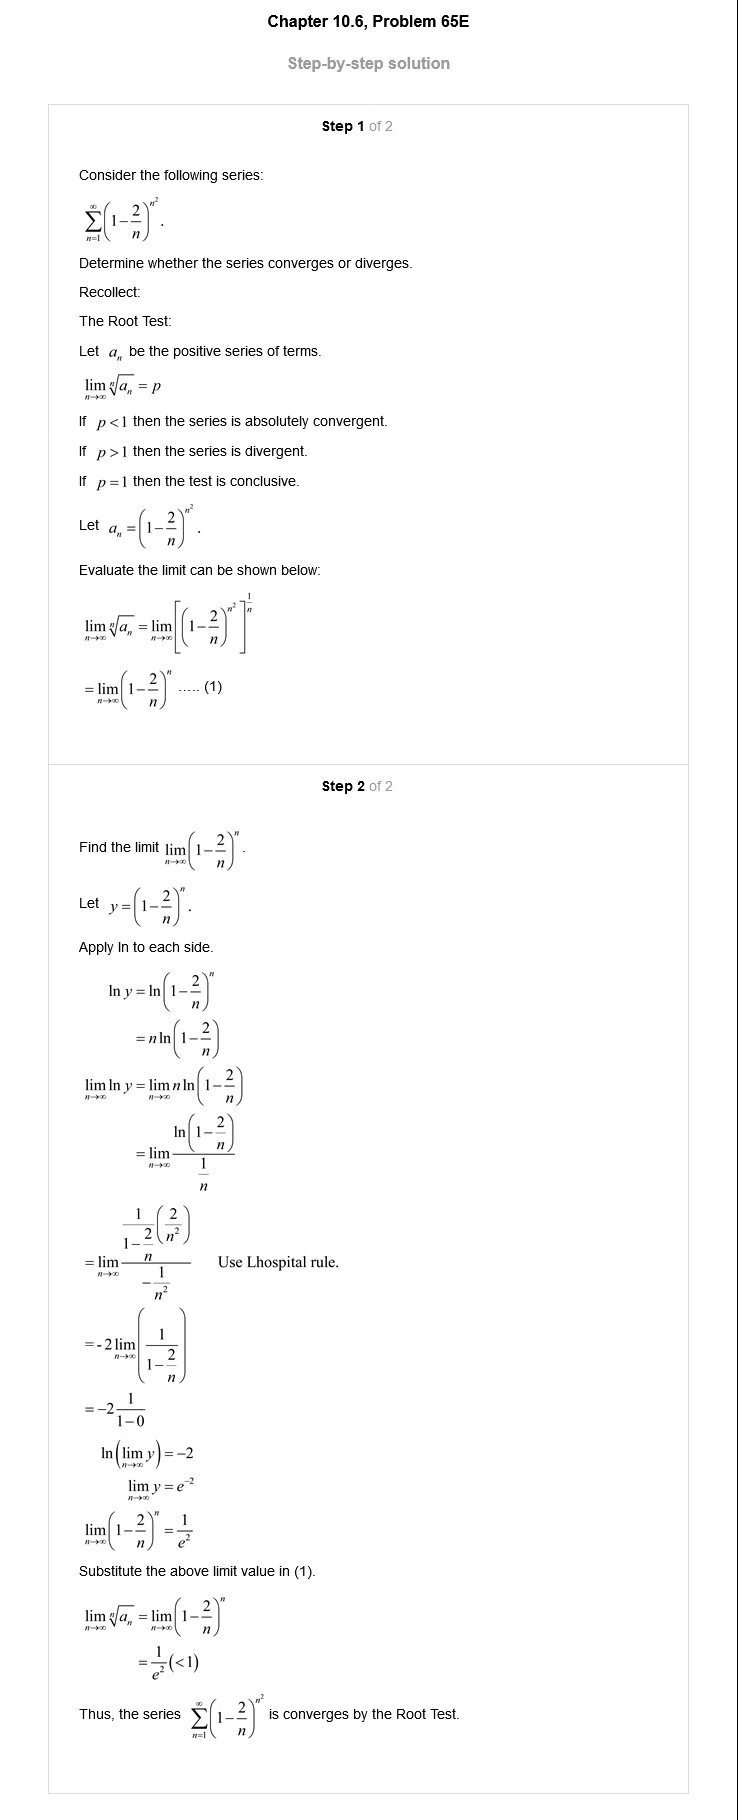 Chapter 10.6, Problem 65E
Step-by-step solution
Step 1 of 2
Consider the following series:
$\sum_{n=1}^{\infty}\left(1-\frac{2}{n}\right)^{n^2}.$
Determine whether the series converges or diverges.
Recollect:
The Root Test:
Let $a_n$ be the positive series of terms.
$\lim_{n\to\infty}\sqrt[n]{a_n} = p$
If $p<1$ then the series is absolutely convergent.
If $p>1$ then the series is divergent.
If $p=1$ then the test is conclusive.
Let $a_n = \left(1-\frac{2}{n}\right)^{n^2}.$
Evaluate the limit can be shown below:
$\lim_{n\to\infty}\sqrt[n]{a_n} = \lim_{n\to\infty}\left[\left(1-\frac{2}{n}\right)^{n^2}\right]^{\frac{1}{n}}$
$= \lim_{n\to\infty}\left(1-\frac{2}{n}\right)^n$ ..... (1)
Step 2 of 2
Find the limit $\lim_{n\to\infty}\left(1-\frac{2}{n}\right)^n.$
Let $y = \left(1-\frac{2}{n}\right)^n.$
Apply ln to each side.
$\ln y = \ln\left(1-\frac{2}{n}\right)^n$
$= n\ln\left(1-\frac{2}{n}\right)$
$\lim_{n\to\infty}\ln y = \lim_{n\to\infty} n\ln\left(1-\frac{2}{n}\right)$
$= \lim_{n\to\infty}\frac{\ln\left(1-\frac{2}{n}\right)}{\frac{1}{n}}$
$= \lim_{n\to\infty}\frac{\frac{1}{1-\frac{2}{n}}\left(\frac{2}{n^2}\right)}{-\frac{1}{n^2}}$ Use Lhospital rule.
$= -2\lim_{n\to\infty}\left(\frac{1}{1-\frac{2}{n}}\right)$
$= -2\frac{1}{1-0}$
$\ln\left(\lim_{n\to\infty} y\right) = -2$
$\lim_{n\to\infty} y = e^{-2}$
$\lim_{n\to\infty}\left(1-\frac{2}{n}\right)^n = \frac{1}{e^2}$
Substitute the above limit value in (1).
$\lim_{n\to\infty}\sqrt[n]{a_n} = \lim_{n\to\infty}\left(1-\frac{2}{n}\right)^n$
$= \frac{1}{e^2}(<1)$
Thus, the series $\sum_{n=1}^{\infty}\left(1-\frac{2}{n}\right)^{n^2}$ is converges by the Root Test.